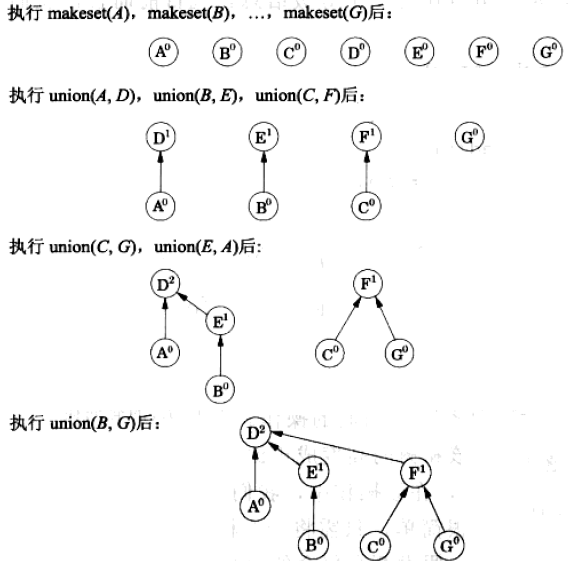 执行 makeset(A)，makeset(B)，…，makeset(G)后：
A⁰ B⁰ C⁰ D⁰ E⁰ F⁰ G⁰
执行 union(A, D)，union(B, E)，union(C, F)后：
D¹ E¹ F¹ G⁰
A⁰ B⁰ C⁰
执行 union(C, G)，union(E, A)后:
D² F¹
E¹
A⁰ C⁰ G⁰
B⁰
执行 union(B, G)后：
D²
E¹ F¹
A⁰
B⁰ C⁰ G⁰